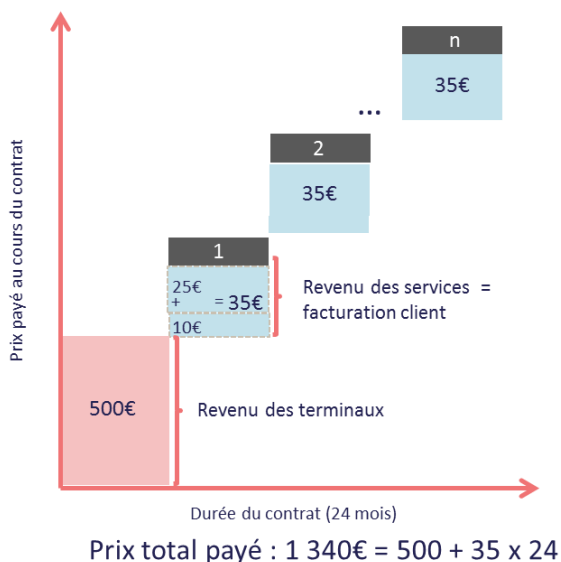 Prix payé au cours du contrat
n
35€
...
2
35€
1
25€
+ = 35€
10€
Revenu des services =
facturation client
500€
Revenu des terminaux
Durée du contrat (24 mois)
Prix total payé : 1 340€ = 500 + 35 x 24